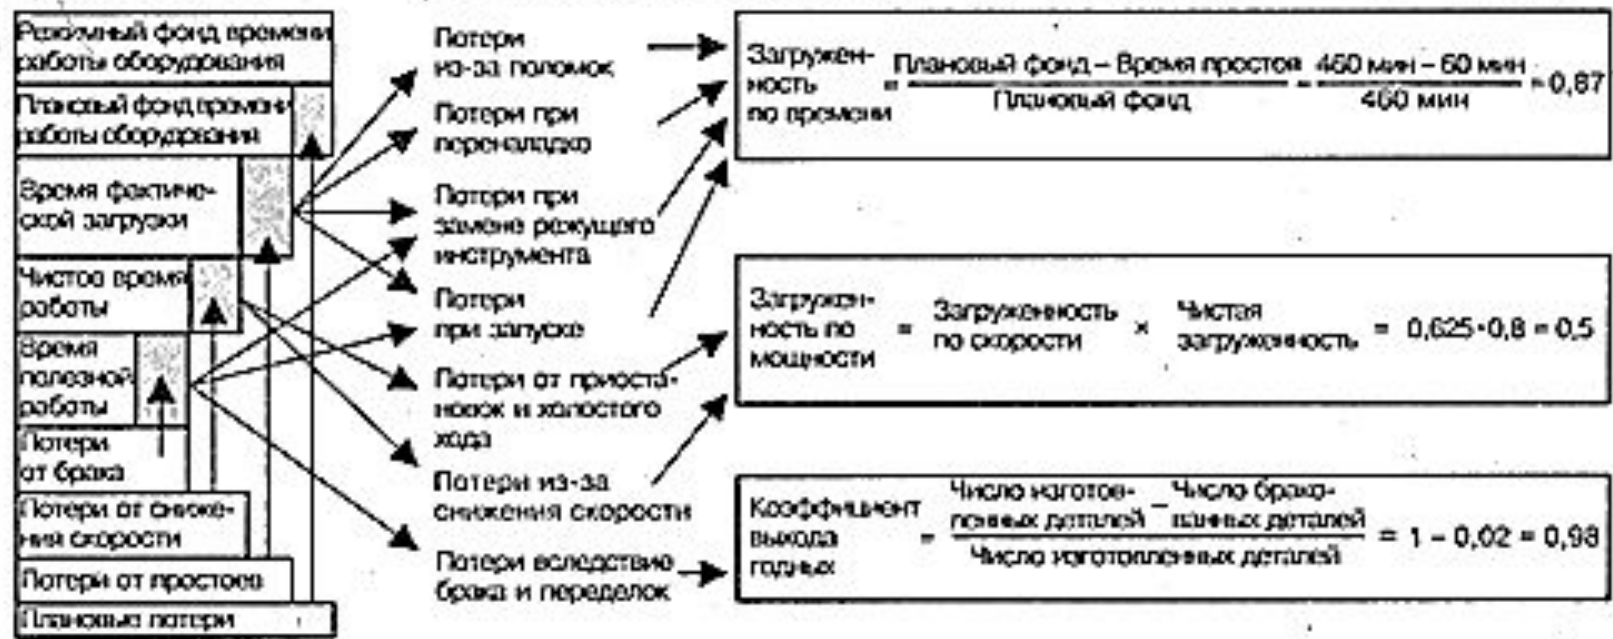 Режимный фонд времени
работы оборудования
Плановый фонд времени
работы оборудования
Время фактиче-
ской загрузки
Чистое время
работы
Время
полезной
работы
Потери
от брака
Потери от сниже-
ния скорости
Потери от простоев
Плановые потери
Потери
из-за поломок
Потери при
переналадке
Потери при
замене режущего
инструмента
Потери
при запуске
Потери от приоста-
новок и холостого
хода
Потери из-за
снижения скорости
Потери вследствие
брака и переделок
Загружен-
ность
по времени
= Плановый фонд – Время простоя
Плановый фонд
= 460 мин – 60 мин
460 мин
= 0,87
Загружен-
ность по
мощности
= Загруженность
по скорости
× Чистая
загруженность
= 0,625·0,8 = 0,5
Коэффициент
выхода
годных
= Число изготов-
ленных деталей
– Число брако-
ванных деталей
Число изготовленных деталей
= 1 – 0,02 = 0,98